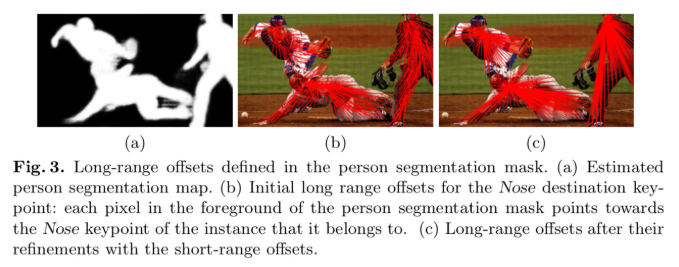 (a) (b) (c)
Fig. 3. Long-range offsets defined in the person segmentation mask. (a) Estimated
person segmentation map. (b) Initial long range offsets for the Nose destination key-
point: each pixel in the foreground of the person segmentation mask points towards
the Nose keypoint of the instance that it belongs to. (c) Long-range offsets after their
refinements with the short-range offsets.